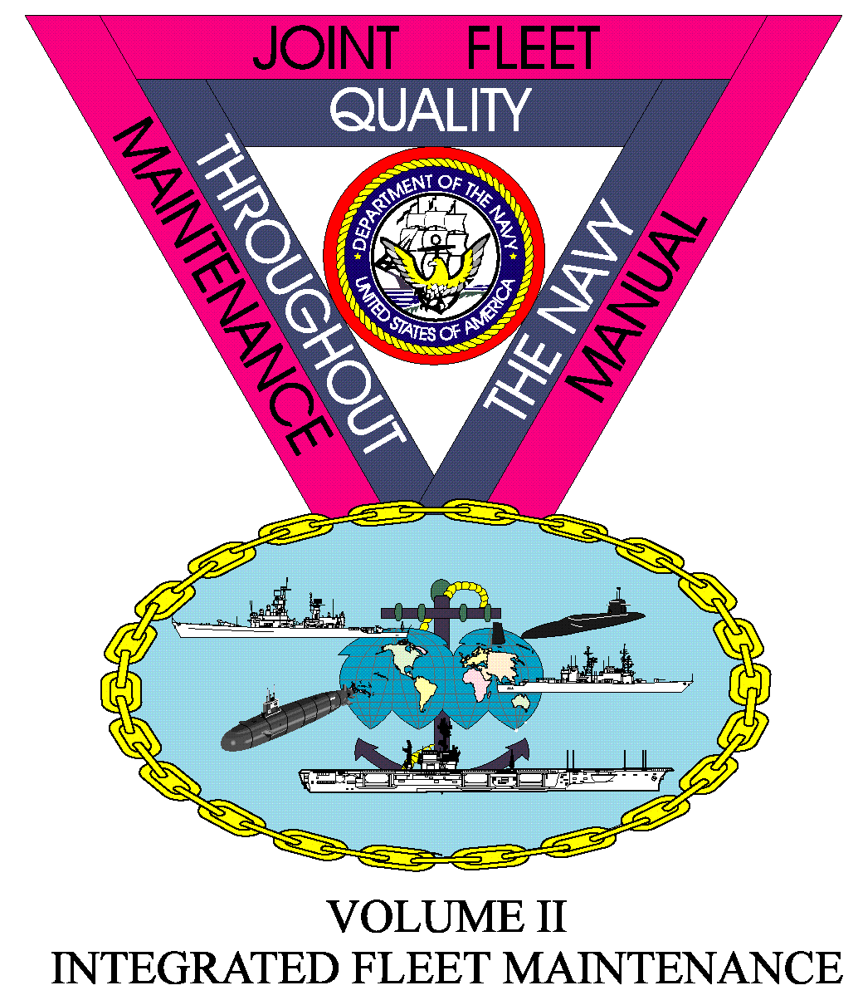 JOINT FLEET
MAINTENANCE
MANUAL
QUALITY
THROUGHOUT
THE NAVY
DEPARTMENT OF THE NAVY
UNITED STATES OF AMERICA
VOLUME II
INTEGRATED FLEET MAINTENANCE